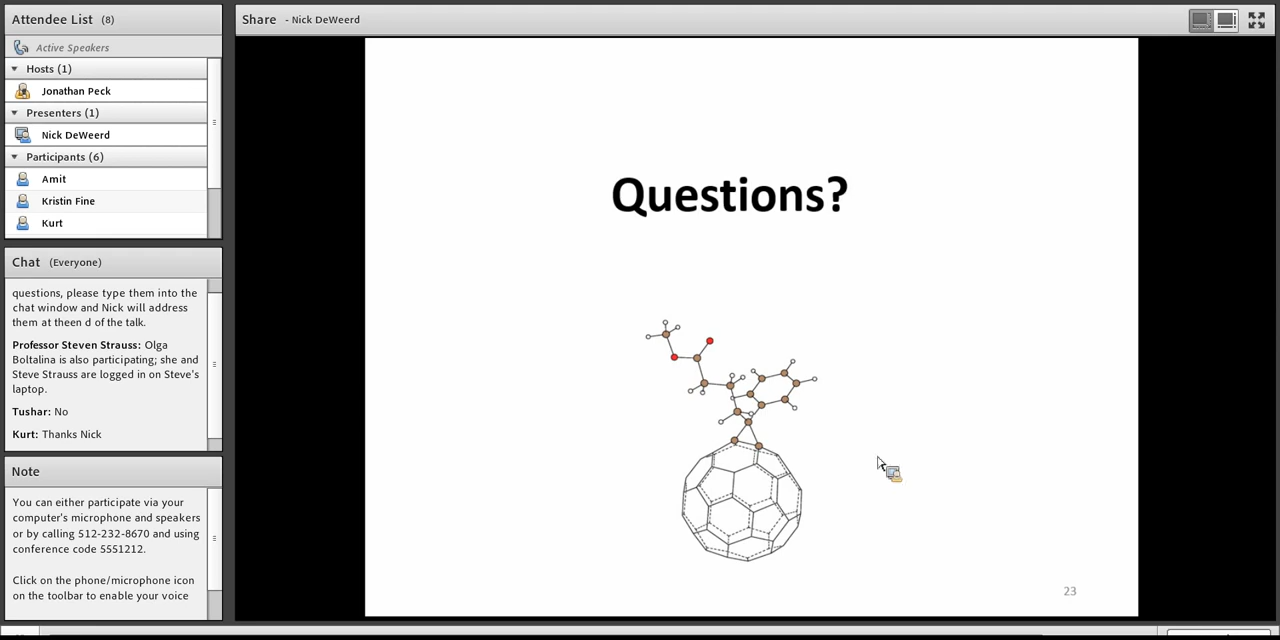 Attendee List (8)
Active Speakers
Hosts (1)
Jonathan Peck
Presenters (1)
Nick DeWeerd
Participants (6)
Amit
Kristin Fine
Kurt
Chat (Everyone)
questions, please type them into the
chat window and Nick will address
them at theen d of the talk.
Professor Steven Strauss: Olga
Boltalina is also participating; she and
Steve Strauss are logged in on Steve's
laptop.
Tushar: No
Kurt: Thanks Nick
Note
You can either participate via your
computer's microphone and speakers
or by calling 512-232-8670 and using
conference code 5551212.
Click on the phone/microphone icon
on the toolbar to enable your voice
Share - Nick DeWeerd
Questions?
23